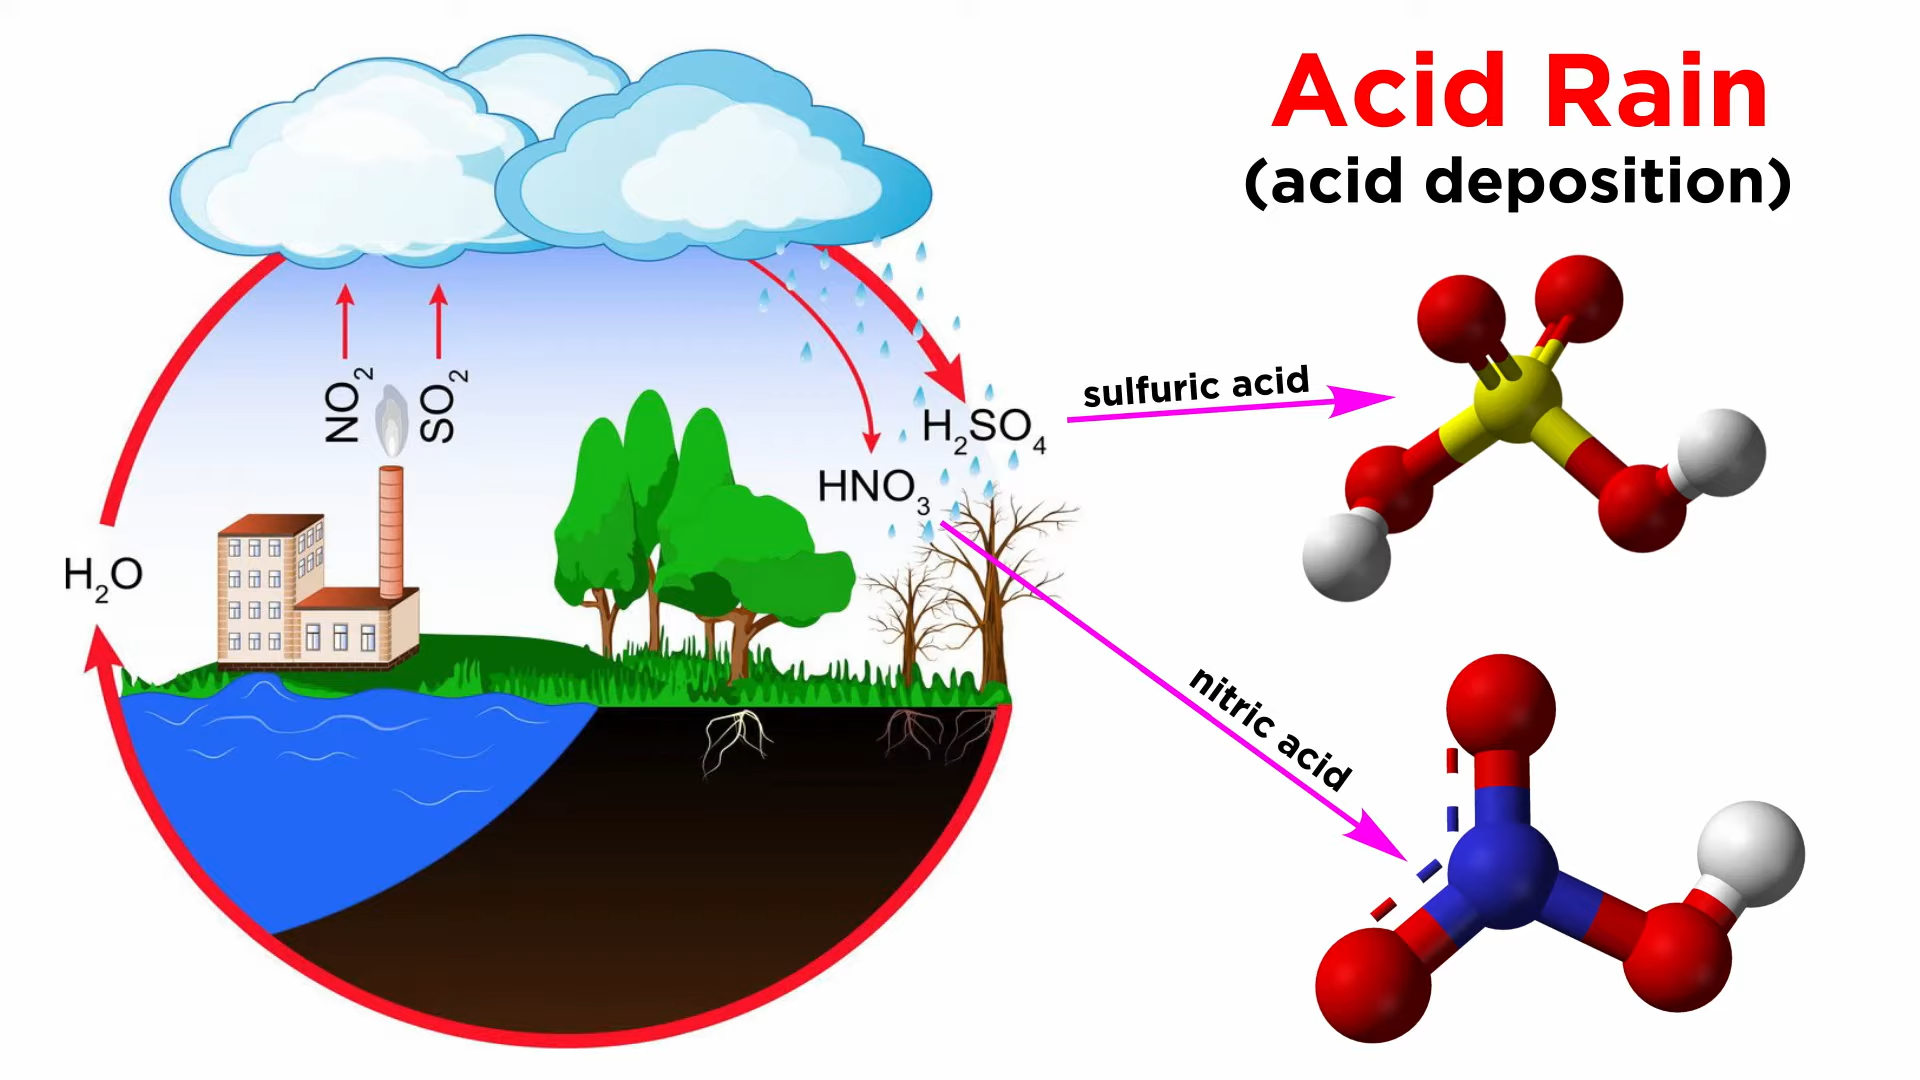 Acid Rain
(acid deposition)
NO₂
SO₂
sulfuric acid
H₂SO₄
HNO₃
H₂O
nitric acid